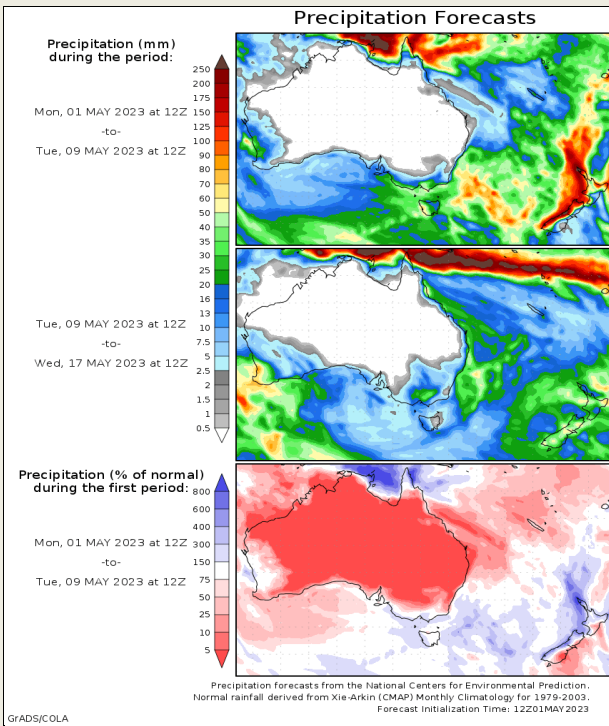 Precipitation Forecasts
Precipitation (mm)
during the period:
Mon, 01 MAY 2023 at 12Z
-to-
Tue, 09 MAY 2023 at 12Z
250
200
175
150
125
100
90
80
70
60
50
40
35
30
25
20
16
13
10
7.5
5
2.5
2
1.5
1
0.5
Tue, 09 MAY 2023 at 12Z
-to-
Wed, 17 MAY 2023 at 12Z
Precipitation (% of normal)
during the first period:
Mon, 01 MAY 2023 at 12Z
-to-
Tue, 09 MAY 2023 at 12Z
800
600
400
300
150
75
50
25
10
5
Precipitation forecasts from the National Centers for Environmental Prediction.
Normal rainfall derived from Xie-Arkin (CMAP) Monthly Climatology for 1979-2003.
Forecast Initialization Time: 12Z01MAY2023
GrADS/COLA